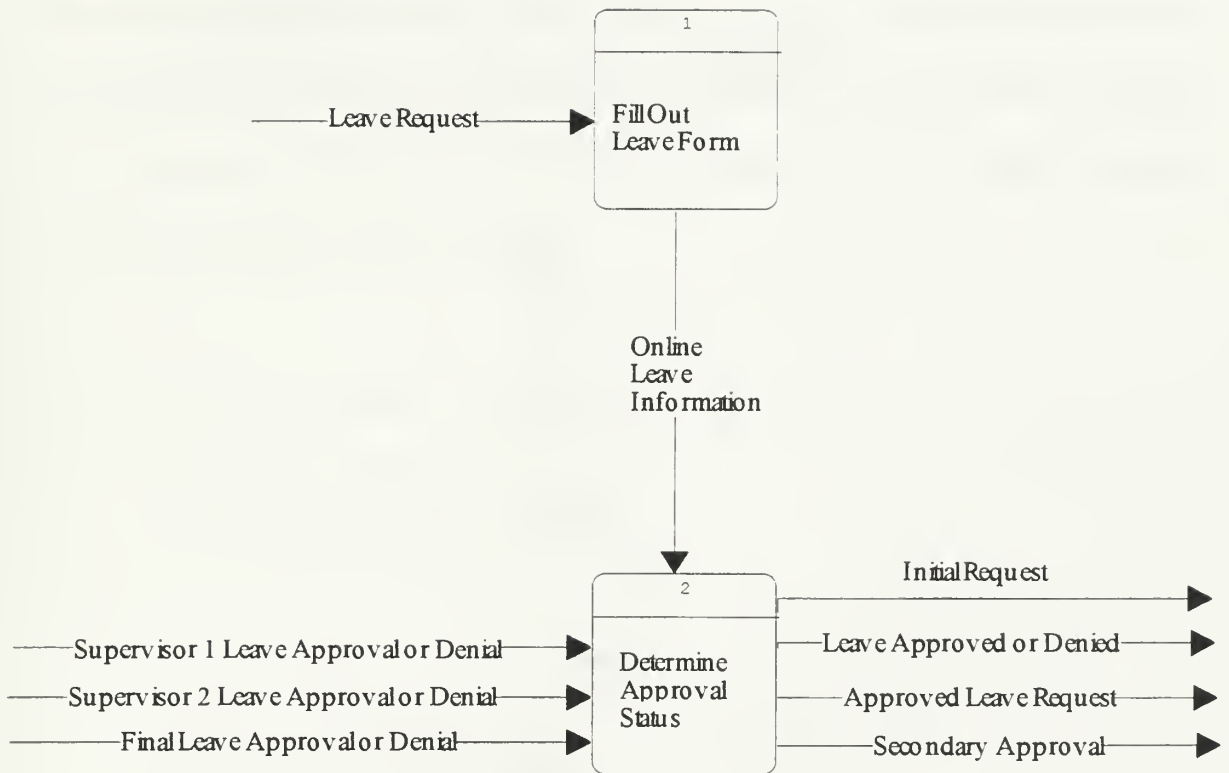 1
Leave Request
Fill Out
Leave Form
Online
Leave
Information
Initial Request
2
Supervisor 1 Leave Approval or Denial
Leave Approved or Denied
Determine
Approval
Status
Supervisor 2 Leave Approval or Denial
Approved Leave Request
Final Leave Approval or Denial
Secondary Approval